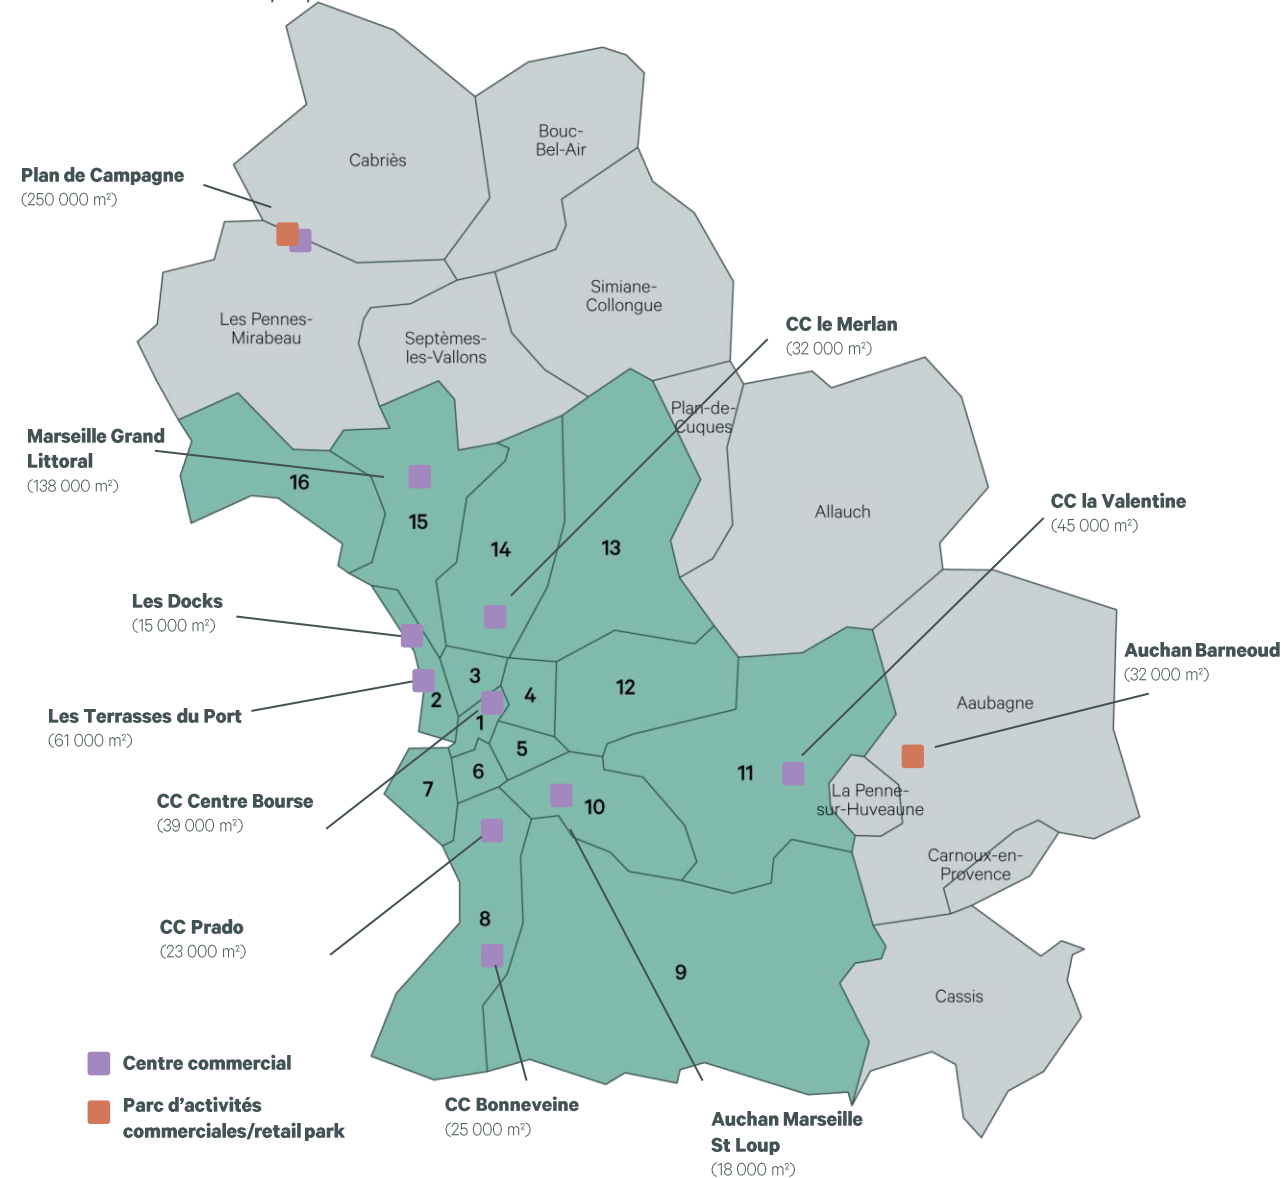 Cabriès
Bouc-
Bel-Air
Plan de Campagne
(250 000 m²)
Simiane-
Collongue
Les Pennes-
Mirabeau
Septèmes-
les-Vallons
CC le Merlan
(32 000 m²)
Plan-de-
Cuques
Marseille Grand
Littoral
(138 000 m²)
16
15
14
13
Allauch
CC la Valentine
(45 000 m²)
Les Docks
(15 000 m²)
Auchan Barneoud
(32 000 m²)
3
4
12
2
1
Aaubagne
Les Terrasses du Port
(61 000 m²)
5
6
7
11
10
La Penne-
sur-Huveaune
CC Centre Bourse
(39 000 m²)
Carnoux-en-
Provence
CC Prado
(23 000 m²)
8
9
Cassis
Centre commercial
Parc d’activités
commerciales/retail park
CC Bonneveine
(25 000 m²)
Auchan Marseille
St Loup
(18 000 m²)